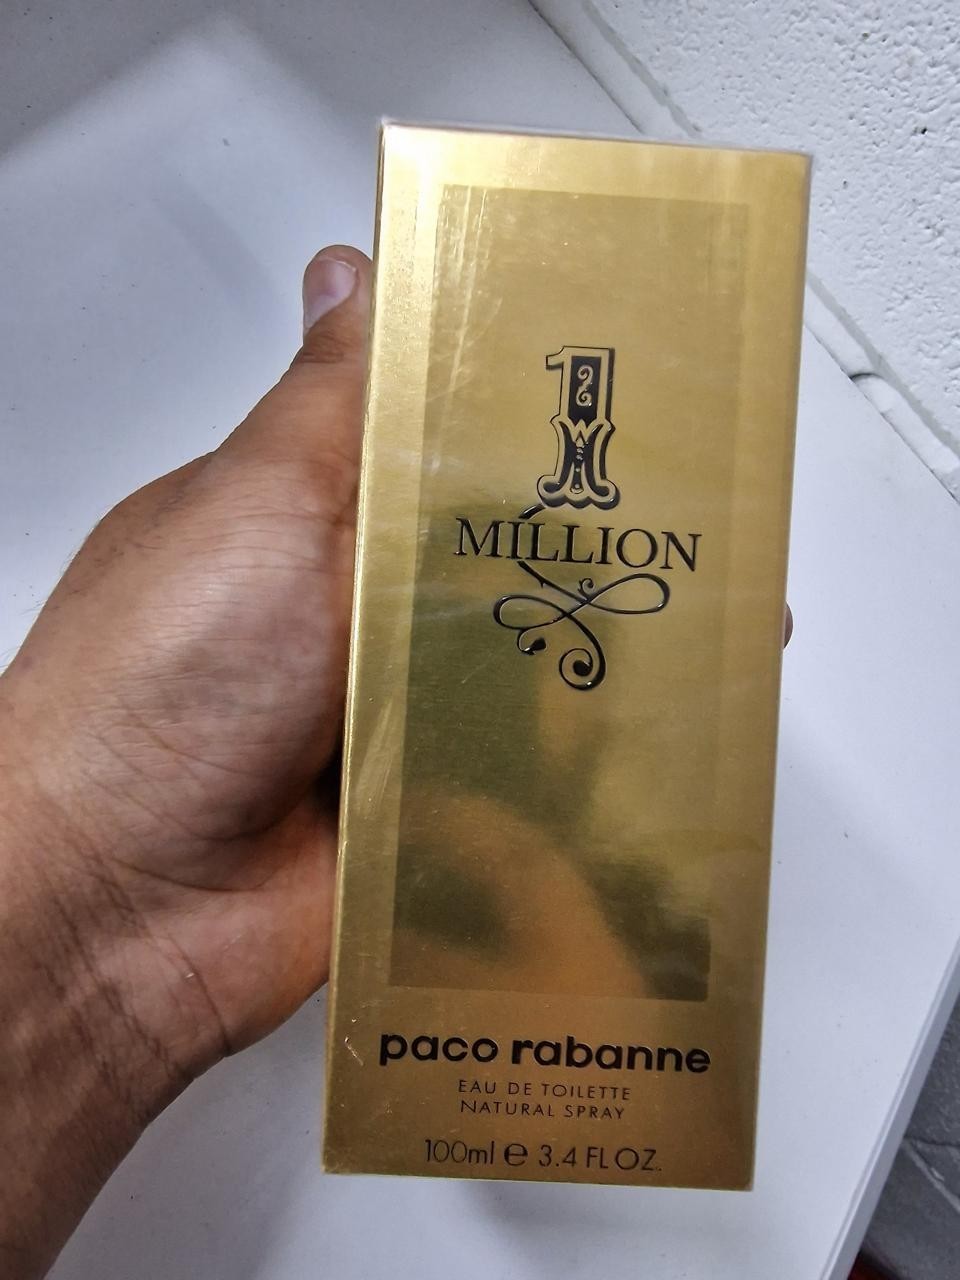 1
MILLION
paco rabanne
EAU DE TOILETTE
NATURAL SPRAY
100ml ℮ 3.4 FL OZ.